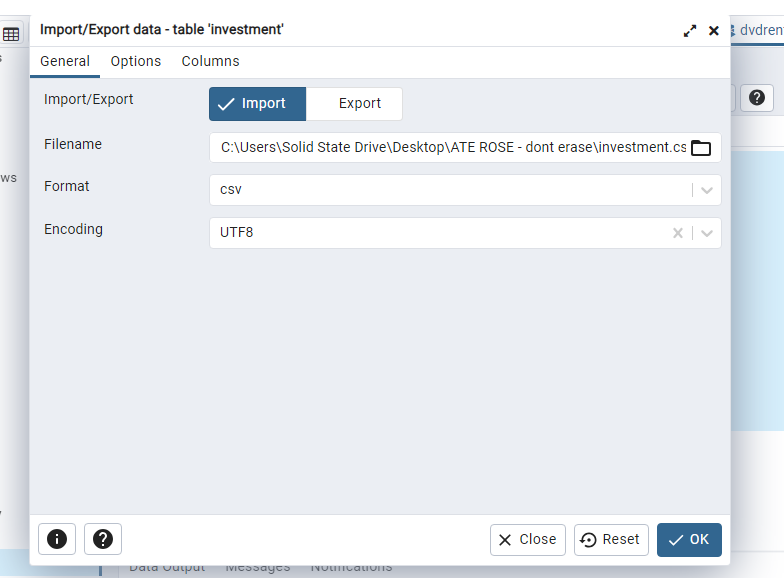 Import/Export data - table 'investment'
dvdren
General Options Columns
Import/Export
Import Export
Filename
C:\Users\Solid State Drive\Desktop\ATE ROSE - dont erase\investment.cs
ws
Format
csv
Encoding
UTF8
Close Reset OK
Data Output Messages Notifications